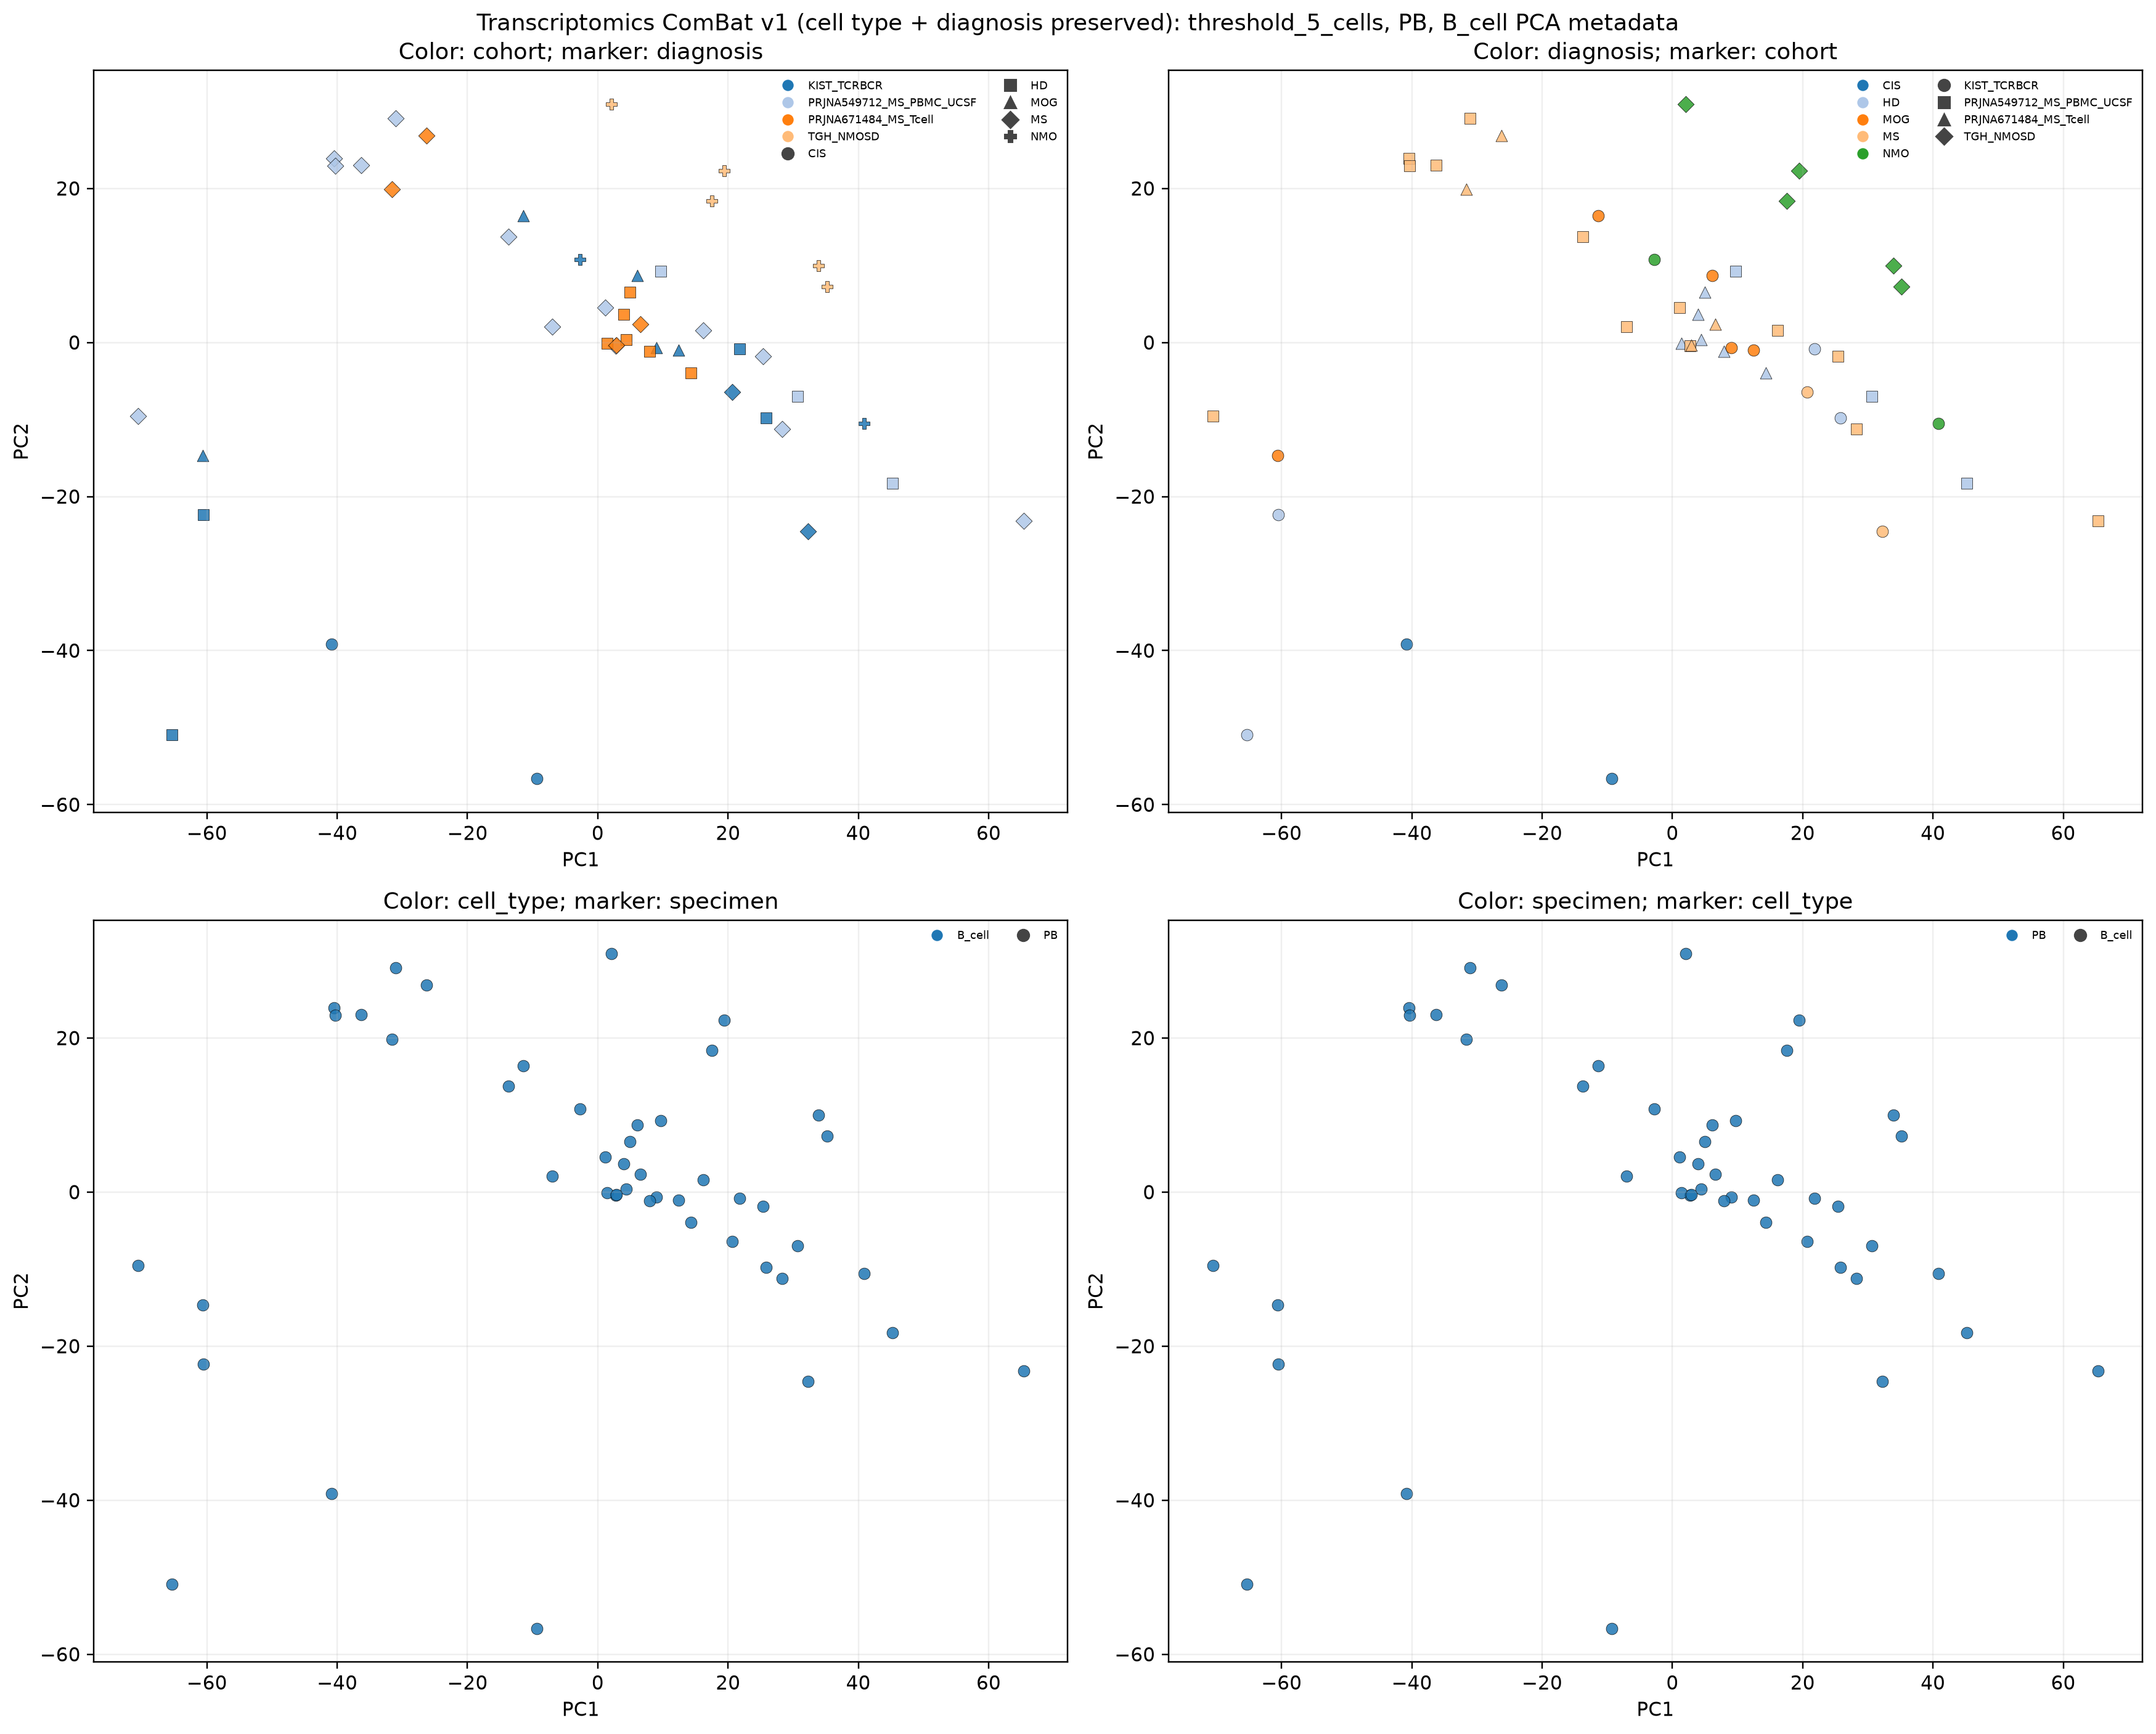 Transcriptomics ComBat v1 (cell type + diagnosis preserved): threshold_5_cells, PB, B_cell PCA metadata
Color: cohort; marker: diagnosis
KIST_TCRBCR
PRJNA549712_MS_PBMC_UCSF
PRJNA671484_MS_Tcell
TGH_NMOSD
CIS
HD
MOG
MS
NMO
20
0
−20
−40
−60
PC2
−60 −40 −20 0 20 40 60
PC1
Color: diagnosis; marker: cohort
CIS
HD
MOG
MS
NMO
KIST_TCRBCR
PRJNA549712_MS_PBMC_UCSF
PRJNA671484_MS_Tcell
TGH_NMOSD
20
0
−20
−40
−60
PC2
−60 −40 −20 0 20 40 60
PC1
Color: cell_type; marker: specimen
B_cell PB
20
0
−20
−40
−60
PC2
−60 −40 −20 0 20 40 60
PC1
Color: specimen; marker: cell_type
PB B_cell
20
0
−20
−40
−60
PC2
−60 −40 −20 0 20 40 60
PC1